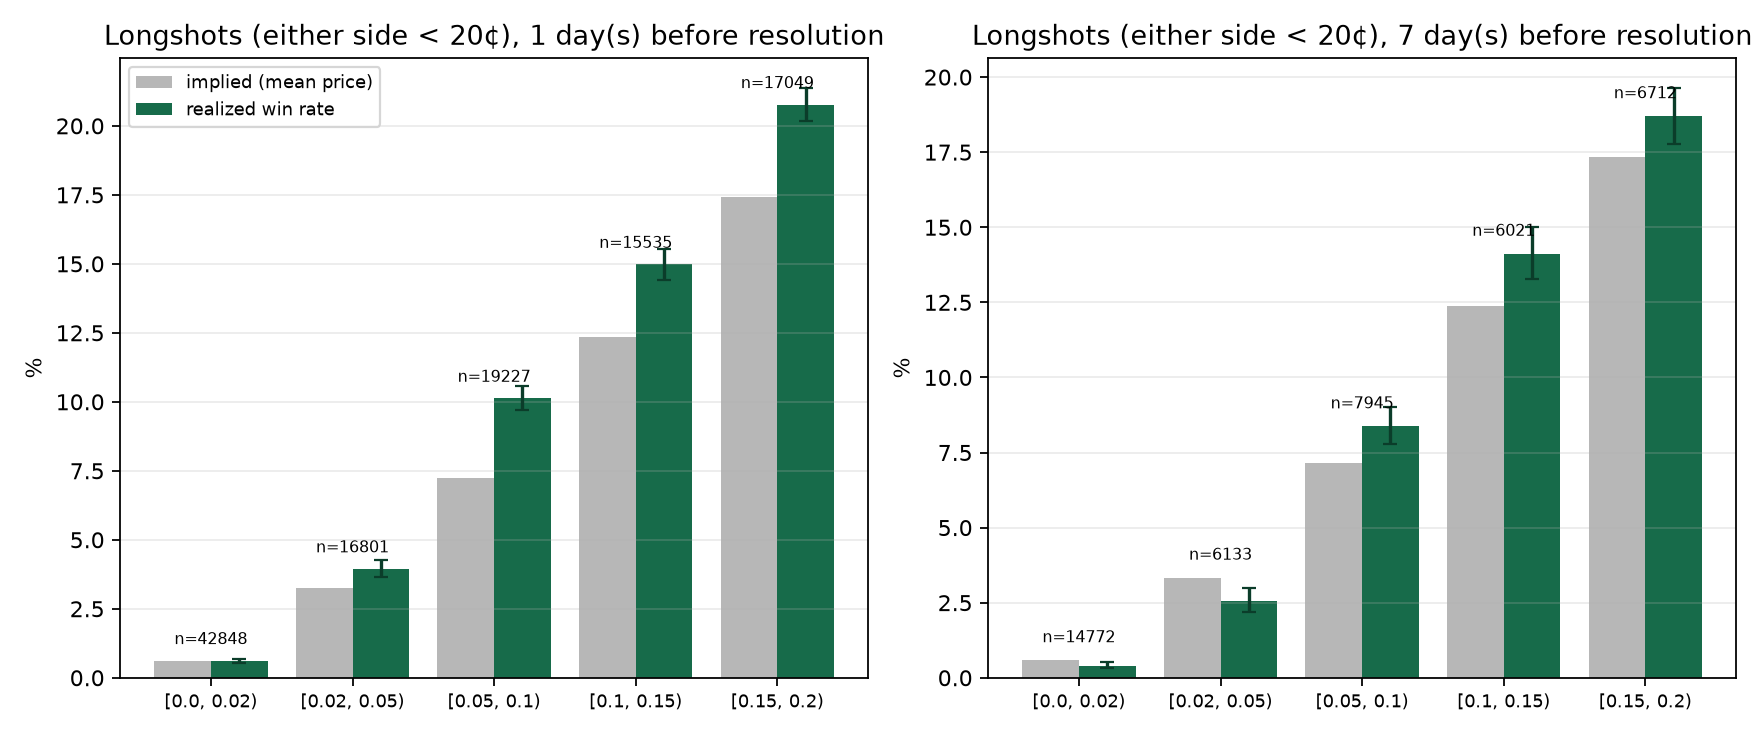 Longshots (either side < 20¢), 1 day(s) before resolution
implied (mean price)
realized win rate
%
20.0
17.5
15.0
12.5
10.0
7.5
5.0
2.5
0.0
n=42848
n=16801
n=19227
n=15535
n=17049
[0.0, 0.02)
[0.02, 0.05)
[0.05, 0.1)
[0.1, 0.15)
[0.15, 0.2)
Longshots (either side < 20¢), 7 day(s) before resolution
%
20.0
17.5
15.0
12.5
10.0
7.5
5.0
2.5
0.0
n=14772
n=6133
n=7945
n=6021
n=6712
[0.0, 0.02)
[0.02, 0.05)
[0.05, 0.1)
[0.1, 0.15)
[0.15, 0.2)